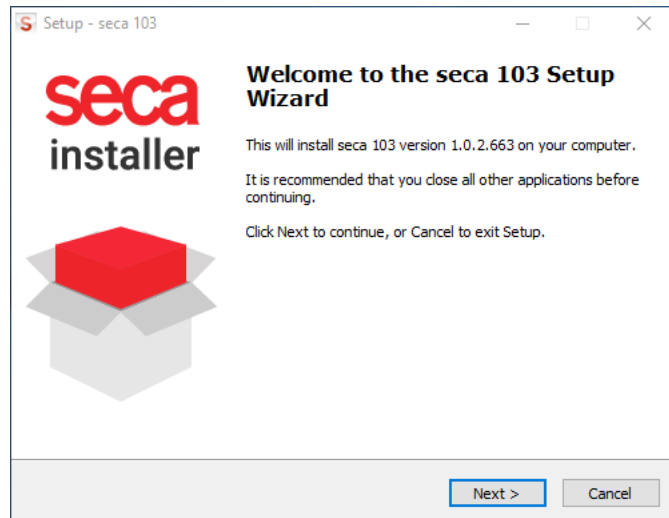 S Setup - seca 103
seca
installer
Welcome to the seca 103 Setup
Wizard
This will install seca 103 version 1.0.2.663 on your computer.
It is recommended that you close all other applications before
continuing.
Click Next to continue, or Cancel to exit Setup.
Next >
Cancel